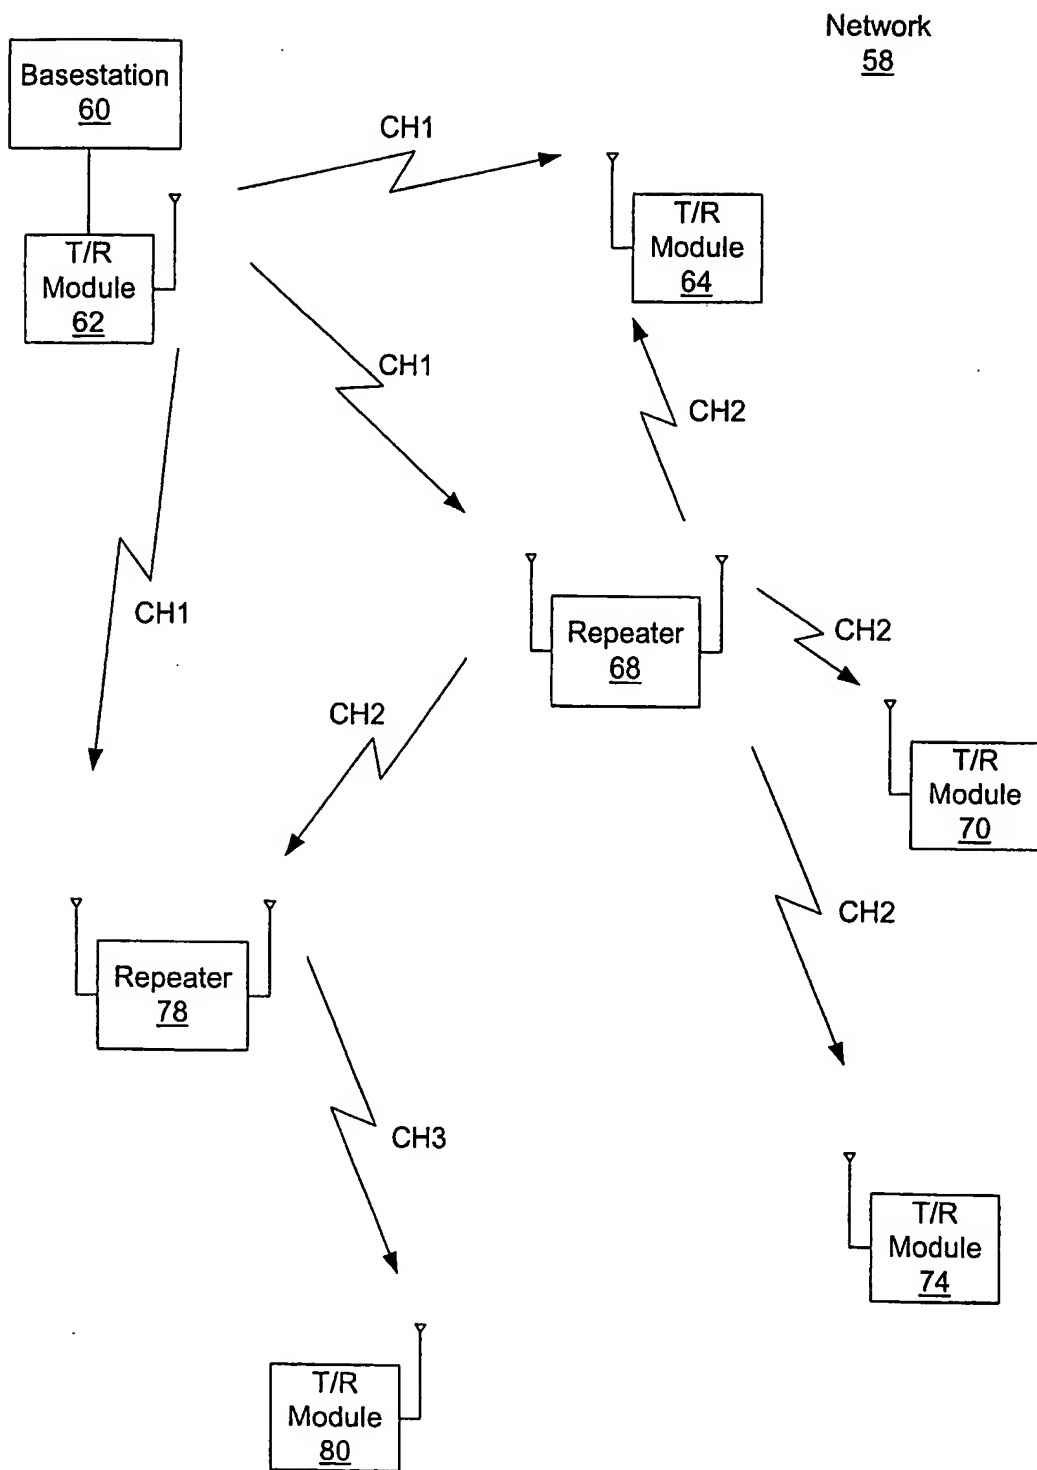 Network
58
Basestation
60
CH1
T/R
Module
62
T/R
Module
64
CH1
CH2
CH1
Repeater
68
CH2
CH2
T/R
Module
70
CH2
Repeater
78
CH3
T/R
Module
74
T/R
Module
80